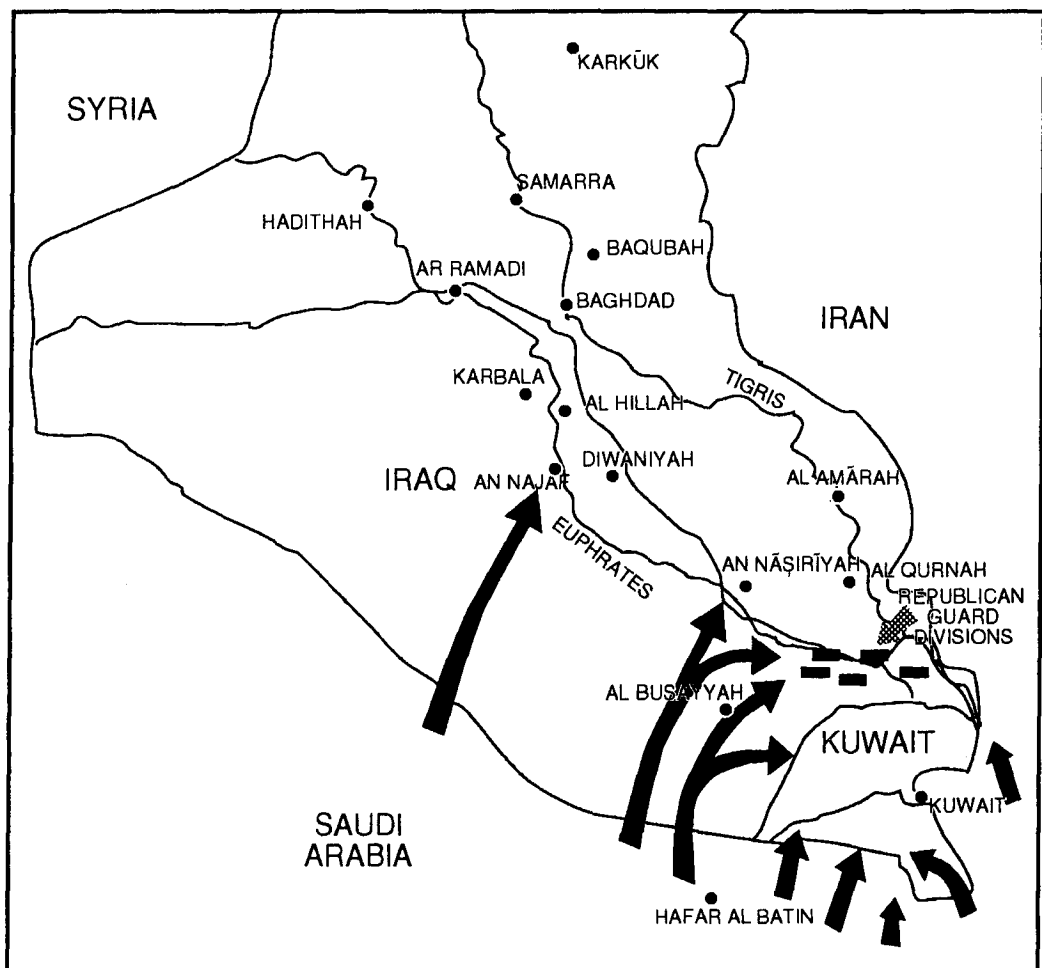 KARKŪK
SYRIA
SAMARRA
HADITHAH
BAQUBAH
AR RAMADI
BAGHDAD
IRAN
TIGRIS
KARBALA
AL HILLAH
DIWANIYAH
IRAQ
AN NAJAF
AL AMĀRAH
EUPHRATES
AN NĀṢIRĪYAH
AL QURNAH
REPUBLICAN
GUARD
DIVISIONS
AL BUSAYYAH
KUWAIT
KUWAIT
SAUDI
ARABIA
HAFAR AL BATIN